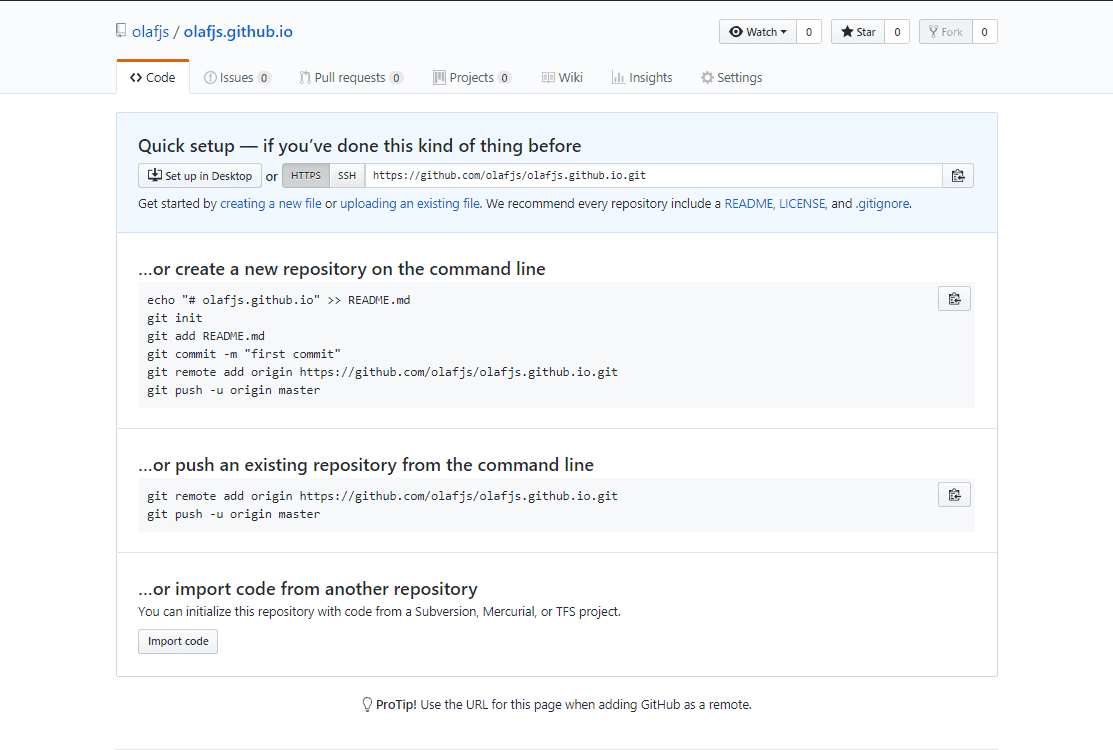 olafjs / olafjs.github.io
Watch 0 Star 0 Fork 0
Code Issues 0 Pull requests 0 Projects 0 Wiki Insights Settings
Quick setup — if you’ve done this kind of thing before
Set up in Desktop or HTTPS SSH https://github.com/olafjs/olafjs.github.io.git
Get started by creating a new file or uploading an existing file. We recommend every repository include a README, LICENSE, and .gitignore.
…or create a new repository on the command line
echo "# olafjs.github.io" >> README.md
git init
git add README.md
git commit -m "first commit"
git remote add origin https://github.com/olafjs/olafjs.github.io.git
git push -u origin master
…or push an existing repository from the command line
git remote add origin https://github.com/olafjs/olafjs.github.io.git
git push -u origin master
…or import code from another repository
You can initialize this repository with code from a Subversion, Mercurial, or TFS project.
Import code
ProTip! Use the URL for this page when adding GitHub as a remote.